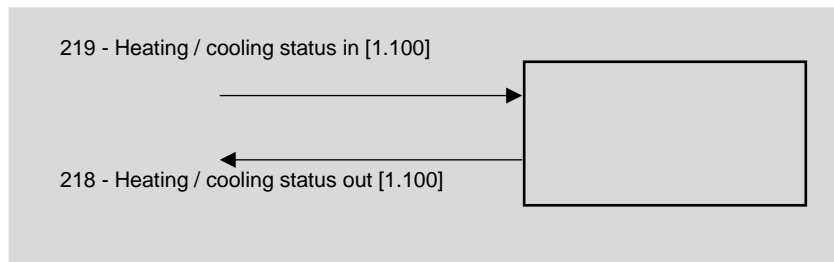 219 - Heating / cooling status in [1.100]
218 - Heating / cooling status out [1.100]